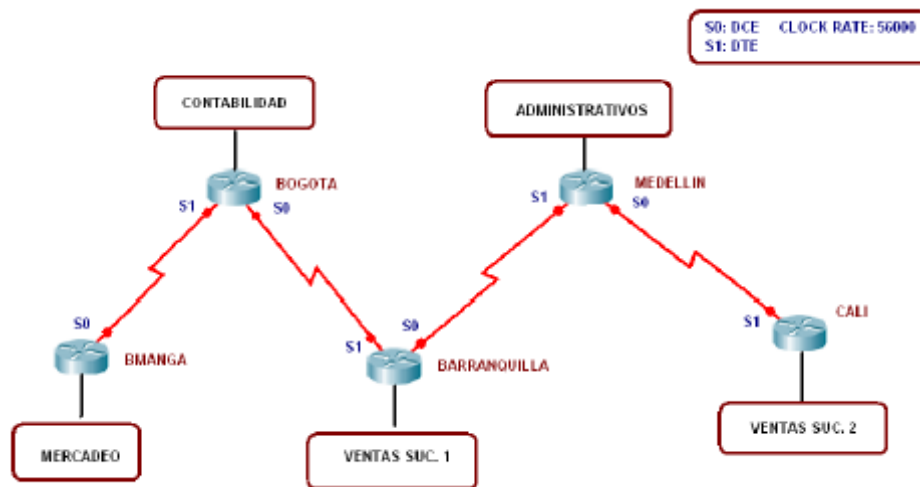 S0: DCE CLOCK RATE: 56000
S1: DTE
CONTABILIDAD
ADMINISTRATIVOS
BOGOTA
MEDELLIN
S1
S0
S1
S0
S0
S0
S1
S1
CALI
BMANGA
BARRANQUILLA
MERCADEO
VENTAS SUC. 1
VENTAS SUC. 2